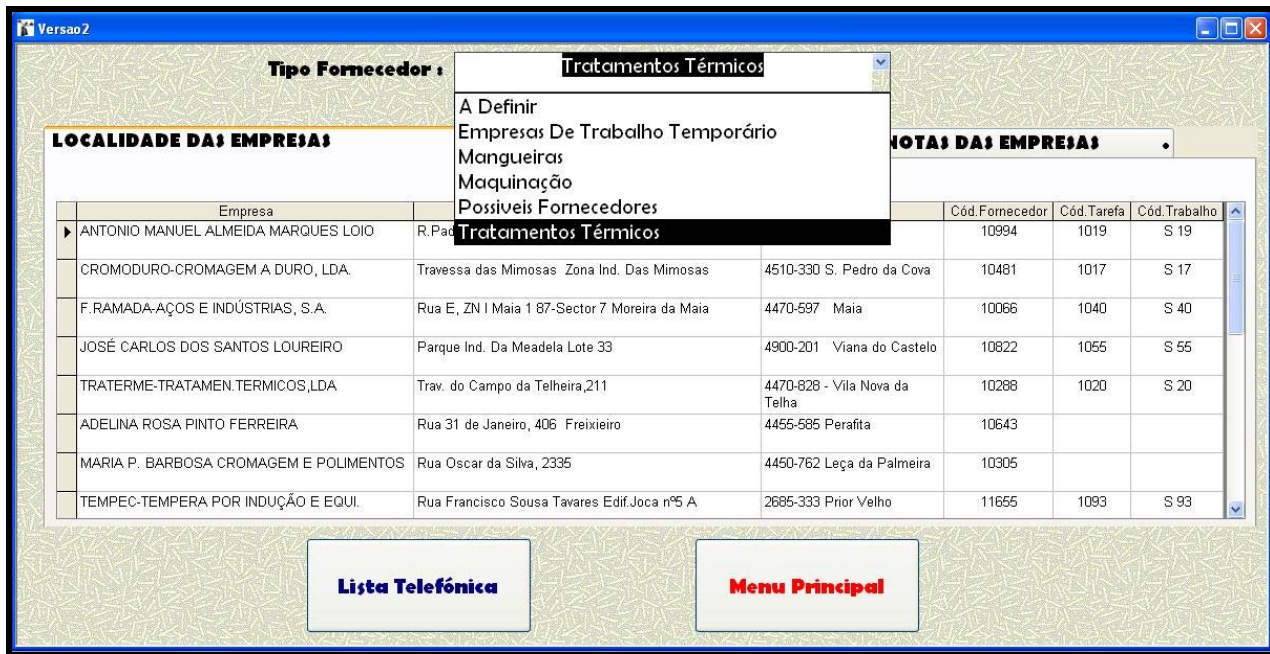 Versao2
Tipo Fornecedor :
Tratamentos Térmicos
A Definir
Empresas De Trabalho Temporário
Mangueiras
Maquinação
Possiveis Fornecedores
Tratamentos Térmicos
LOCALIDADE DAS EMPRESAS
DAS EMPRESAS .
Empresa Cód.Fornecedor Cód.Tarefa Cód.Trabalho
ANTONIO MANUEL ALMEIDA MARQUES LOIO 10994 1019 S 19
CROMODURO-CROMAGEM A DURO, LDA. Travessa das Mimosas Zona Ind. Das Mimosas 4510-330 S. Pedro da Cova 10481 1017 S 17
F.RAMADA-AÇOS E INDÚSTRIAS, S.A. Rua E, ZN I Maia 1 87-Sector 7 Moreira da Maia 4470-597 Maia 10066 1040 S 40
JOSÉ CARLOS DOS SANTOS LOUREIRO Parque Ind. Da Meadela Lote 33 4900-201 Viana do Castelo 10822 1055 S 55
TRATERME-TRATAMEN.TERMICOS,LDA Trav. do Campo da Telheira,211 4470-828 - Vila Nova da 10288 1020 S 20
Telha
ADELINA ROSA PINTO FERREIRA Rua 31 de Janeiro, 406 Freixieiro 4455-585 Perafita 10643
MARIA P. BARBOSA CROMAGEM E POLIMENTOS Rua Oscar da Silva, 2335 4450-762 Leça da Palmeira 10305
TEMPEC-TEMPERA POR INDUÇÃO E EQUI. Rua Francisco Sousa Tavares Edif.Joca nº5 A 2685-333 Prior Velho 11655 1093 S 93
Lista Telefónica
Menu Principal